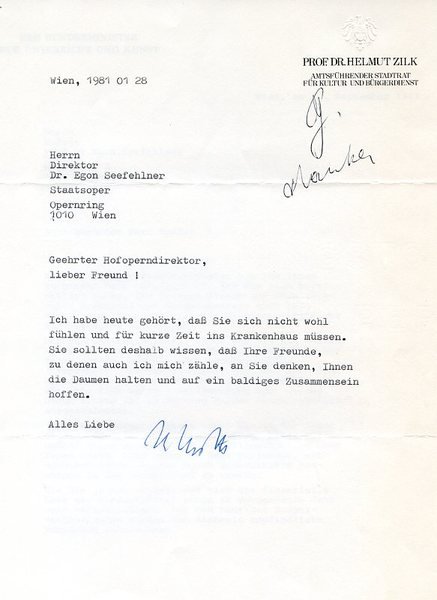 PROF. DR. HELMUT ZILK
AMTSFÜHRENDER STADTRAT
FÜR KULTUR UND BÜRGERDIENST
Wien, 1981 01 28
Herrn
Direktor
Dr. Egon Seefehlner
Staatsoper
Opernring
1010 Wien
Geehrter Hofoperndirektor,
lieber Freund !
Ich habe heute gehört, daß Sie sich nicht wohl
fühlen und für kurze Zeit ins Krankenhaus müssen.
Sie sollten deshalb wissen, daß Ihre Freunde,
zu denen auch ich mich zähle, an Sie denken, Ihnen
die Daumen halten und auf ein baldiges Zusammensein
hoffen.
Alles Liebe